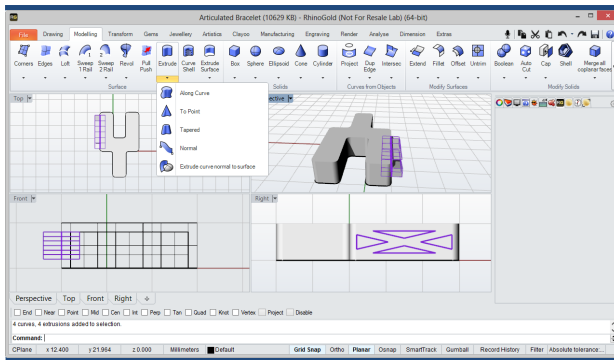 Articulated Bracelet (10629 KB) - RhinoGold (Not For Resale Lab) (64-bit)
File Drawing Modelling Transform Gems Jewellery Artistics Clayoo Manufacturing Engraving Render Analyse Dimension Extras
Corners Edges Loft Sweep 1 Rail Sweep 2 Rail Revol Pull Push Extrude Curve Shell Extrude Surface Box Sphere Ellipsoid Cone Cylinder Project Dup Edge Intersec Extend Fillet Offset Untrim Boolean Auto Cut Cap Shell Merge all coplanar faces
Surface Solids Curves from Objects Modify Surfaces Modify Solids
Along Curve
To Point
Tapered
Normal
Extrude curve normal to surface
Top
ective
Front
Right
Perspective Top Front Right
End Near Point Mid Cen Int Perp Tan Quad Knot Vertex Project Disable
4 curves, 4 extrusions added to selection.
Command:
CPlane x 12.400 y 21.964 z 0.000 Millimeters Default Grid Snap Ortho Planar Osnap SmartTrack Gumball Record History Filter Absolute tolerance:...